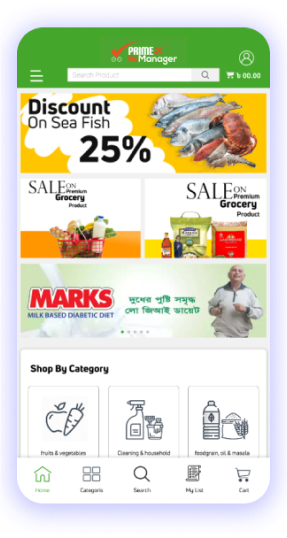 PRIME
Manager
Search Product
৳ 00.00
Discount
On Sea Fish
25%
SALE ON
Premium
Grocery
Product
SALE ON
Premium
Grocery
Product
MARKS
MILK BASED DIABETIC DIET
দুধের পুষ্টি সমৃদ্ধ
লো জিআই ডায়েট
Shop By Category
fruits & vegetables
Cleaning & household
foodgrain, oil & masala
Home
Categoris
Search
My List
Cart